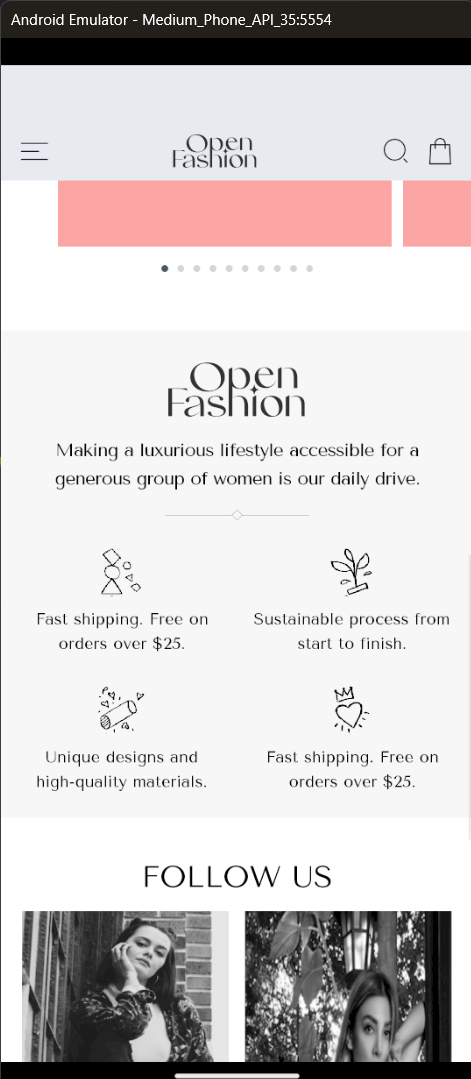 Android Emulator - Medium_Phone_API_35:5554
Open
Fashion
Open
Fashion
Making a luxurious lifestyle accessible for a
generous group of women is our daily drive.
Fast shipping. Free on
orders over $25.
Sustainable process from
start to finish.
Unique designs and
high-quality materials.
Fast shipping. Free on
orders over $25.
FOLLOW US